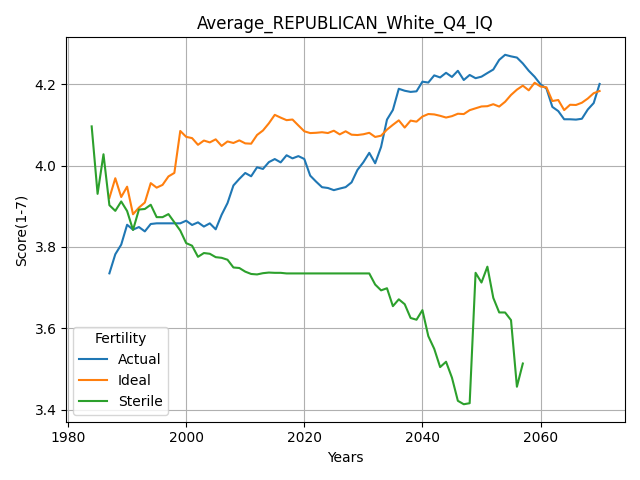 Average_REPUBLICAN_White_Q4_IQ
Score(1-7)
4.2
4.0
3.8
3.6
3.4
Fertility
Actual
Ideal
Sterile
1980
2000
2020
2040
2060
Years